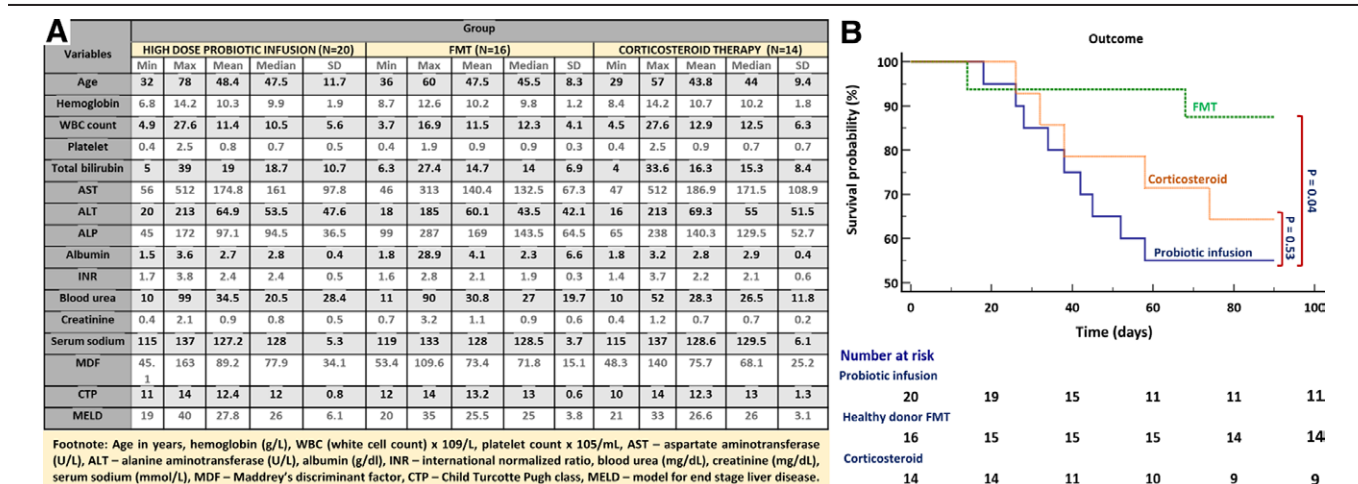 A
Variables
Group
HIGH DOSE PROBIOTIC INFUSION (N=20) FMT (N=16) CORTICOSTEROID THERAPY (N=14)
Min Max Mean Median SD Min Max Mean Median SD Min Max Mean Median SD
Age 32 78 48.4 47.5 11.7 36 60 47.5 45.5 8.3 29 57 43.8 44 9.4
Hemoglobin 6.8 14.2 10.3 9.9 1.9 8.7 12.6 10.2 9.8 1.2 8.4 14.2 10.7 10.2 1.8
WBC count 4.9 27.6 11.4 10.5 5.6 3.7 16.9 11.5 12.3 4.1 4.5 27.6 12.9 12.5 6.3
Platelet 0.4 2.5 0.8 0.7 0.5 0.4 1.9 0.9 0.9 0.3 0.4 2.5 0.9 0.7 0.7
Total bilirubin 5 39 19 18.7 10.7 6.3 27.4 14.7 14 6.9 4 33.6 16.3 15.3 8.4
AST 56 512 174.8 161 97.8 46 313 140.4 132.5 67.3 47 512 186.9 171.5 108.9
ALT 20 213 64.9 53.5 47.6 18 185 60.1 43.5 42.1 16 213 69.3 55 51.5
ALP 45 172 97.1 94.5 36.5 99 287 169 143.5 64.5 65 238 140.3 129.5 52.7
Albumin 1.5 3.6 2.7 2.8 0.4 1.8 28.9 4.1 2.3 6.6 1.8 3.2 2.8 2.9 0.4
INR 1.7 3.8 2.4 2.4 0.5 1.6 2.8 2.1 1.9 0.3 1.4 3.7 2.2 2.1 0.6
Blood urea 10 99 34.5 20.5 28.4 11 90 30.8 27 19.7 10 52 28.3 26.5 11.8
Creatinine 0.4 2.1 0.9 0.8 0.5 0.7 3.2 1.1 0.9 0.6 0.4 1.2 0.7 0.7 0.2
Serum sodium 115 137 127.2 128 5.3 119 133 128 128.5 3.7 115 137 128.6 129.5 6.1
MDF 45. 163 89.2 77.9 34.1 53.4 109.6 73.4 71.8 15.1 48.3 140 75.7 68.1 25.2
1
CTP 11 14 12.4 12 0.8 12 14 13.2 13 0.6 10 14 12.3 13 1.3
MELD 19 40 27.8 26 6.1 20 35 25.5 25 3.8 21 33 26.6 26 3.1
Footnote: Age in years, hemoglobin (g/L), WBC (white cell count) x 109/L, platelet count x 105/mL, AST – aspartate aminotransferase
(U/L), ALT – alanine aminotransferase (U/L), albumin (g/dl), INR – international normalized ratio, blood urea (mg/dL), creatinine (mg/dL),
serum sodium (mmol/L), MDF – Maddrey's discriminant factor, CTP – Child Turcotte Pugh class, MELD – model for end stage liver disease.
B
Outcome
Survival probability (%)
100
90
80
70
60
50
FMT
Corticosteroid
Probiotic infusion
P = 0.04
P = 0.53
0 20 40 60 80 100
Time (days)
Number at risk
Probiotic infusion
20 19 15 11 11 11
Healthy donor FMT
16 15 15 15 14 14
Corticosteroid
14 14 11 10 9 9